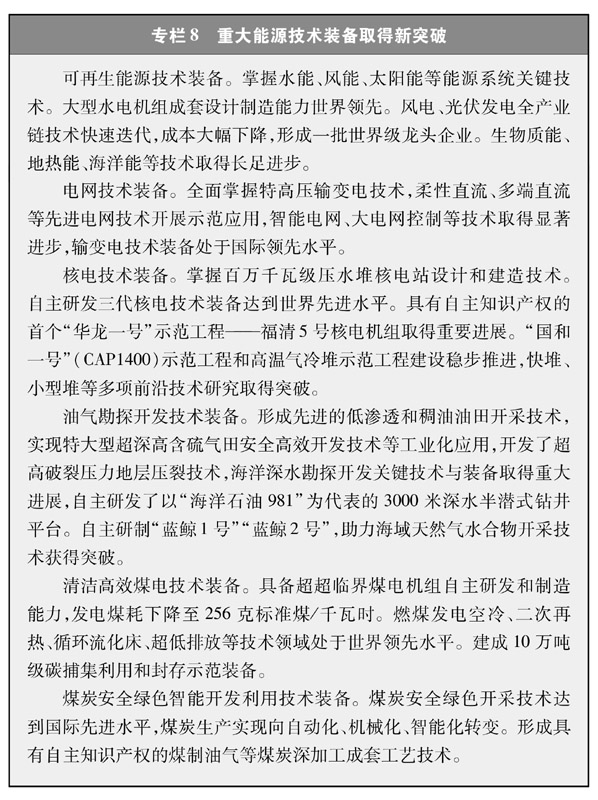 专栏8 重大能源技术装备取得新突破
可再生能源技术装备。掌握水能、风能、太阳能等能源系统关键技
术。大型水电机组成套设计制造能力世界领先。风电、光伏发电全产业
链技术快速迭代,成本大幅下降,形成一批世界级龙头企业。生物质能、
地热能、海洋能等技术取得长足进步。
电网技术装备。全面掌握特高压输变电技术,柔性直流、多端直流
等先进电网技术开展示范应用,智能电网、大电网控制等技术取得显著
进步,输变电技术装备处于国际领先水平。
核电技术装备。掌握百万千瓦级压水堆核电站设计和建造技术。
自主研发三代核电技术装备达到世界先进水平。具有自主知识产权的
首个“华龙一号”示范工程——福清5号核电机组取得重要进展。“国和
一号”(CAP1400)示范工程和高温气冷堆示范工程建设稳步推进,快堆、
小型堆等多项前沿技术研究取得突破。
油气勘探开发技术装备。形成先进的低渗透和稠油油田开采技术,
实现特大型超深高含硫气田安全高效开发技术等工业化应用,开发了超
高破裂压力地层压裂技术,海洋深水勘探开发关键技术与装备取得重大
进展,自主研发了以“海洋石油981”为代表的3000米深水半潜式钻井
平台。自主研制“蓝鲸1号”“蓝鲸2号”,助力海域天然气水合物开采技
术获得突破。
清洁高效煤电技术装备。具备超超临界煤电机组自主研发和制造
能力,发电煤耗下降至256克标准煤/千瓦时。燃煤发电空冷、二次再
热、循环流化床、超低排放等技术领域处于世界领先水平。建成10万吨
级碳捕集利用和封存示范装备。
煤炭安全绿色智能开发利用技术装备。煤炭安全绿色开采技术达
到国际先进水平,煤炭生产实现向自动化、机械化、智能化转变。形成具
有自主知识产权的煤制油气等煤炭深加工成套工艺技术。